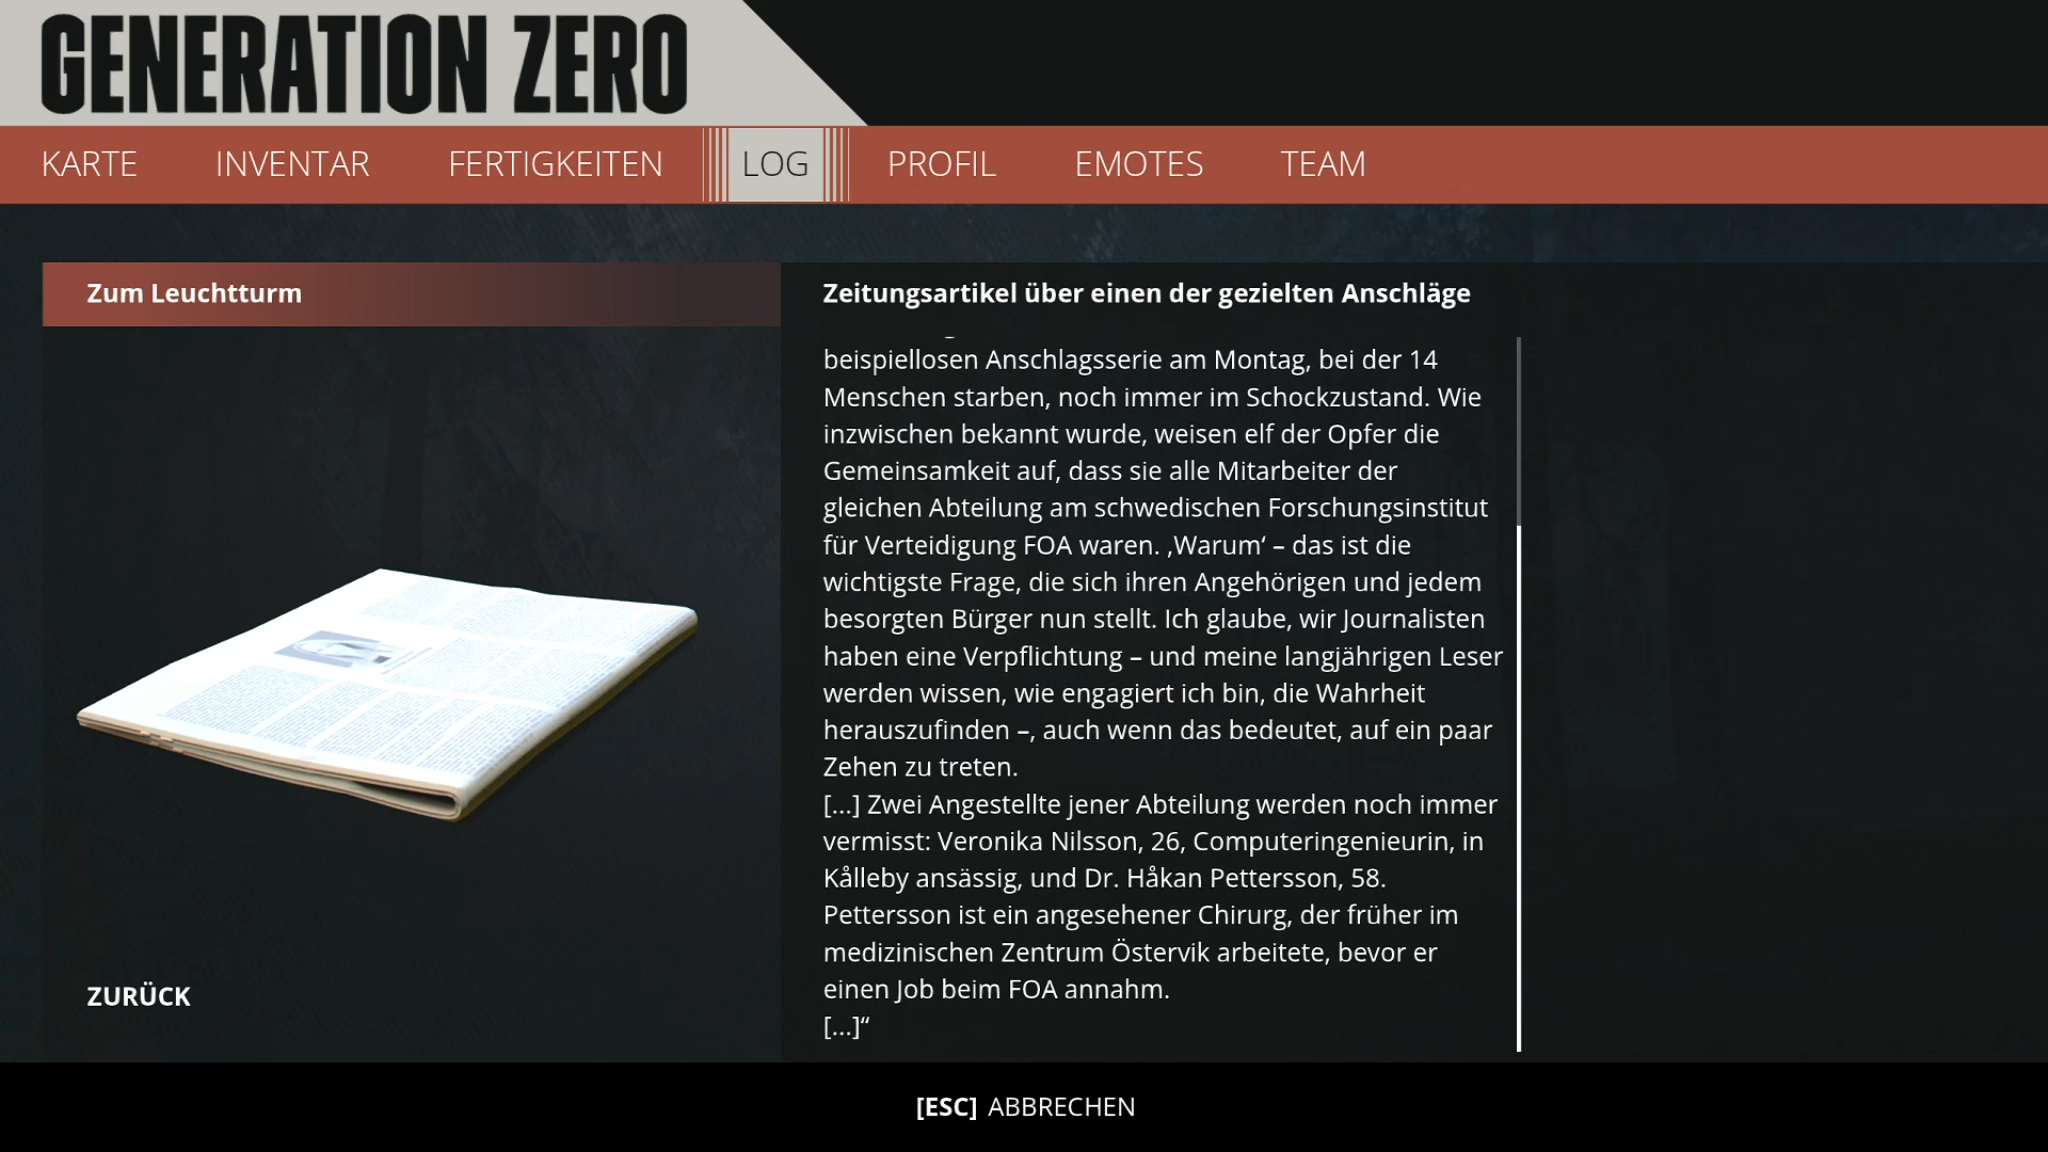 GENERATION ZERO
KARTE INVENTAR FERTIGKEITEN LOG PROFIL EMOTES TEAM
Zum Leuchtturm
Zeitungsartikel über einen der gezielten Anschläge
beispiellosen Anschlagsserie am Montag, bei der 14
Menschen starben, noch immer im Schockzustand. Wie
inzwischen bekannt wurde, weisen elf der Opfer die
Gemeinsamkeit auf, dass sie alle Mitarbeiter der
gleichen Abteilung am schwedischen Forschungsinstitut
für Verteidigung FOA waren. ‚Warum‘ – das ist die
wichtigste Frage, die sich ihren Angehörigen und jedem
besorgten Bürger nun stellt. Ich glaube, wir Journalisten
haben eine Verpflichtung – und meine langjährigen Leser
werden wissen, wie engagiert ich bin, die Wahrheit
herauszufinden –, auch wenn das bedeutet, auf ein paar
Zehen zu treten.
[...] Zwei Angestellte jener Abteilung werden noch immer
vermisst: Veronika Nilsson, 26, Computeringenieurin, in
Kålleby ansässig, und Dr. Håkan Pettersson, 58.
Pettersson ist ein angesehener Chirurg, der früher im
medizinischen Zentrum Östervik arbeitete, bevor er
einen Job beim FOA annahm.
[...]“
ZURÜCK
[ESC] ABBRECHEN